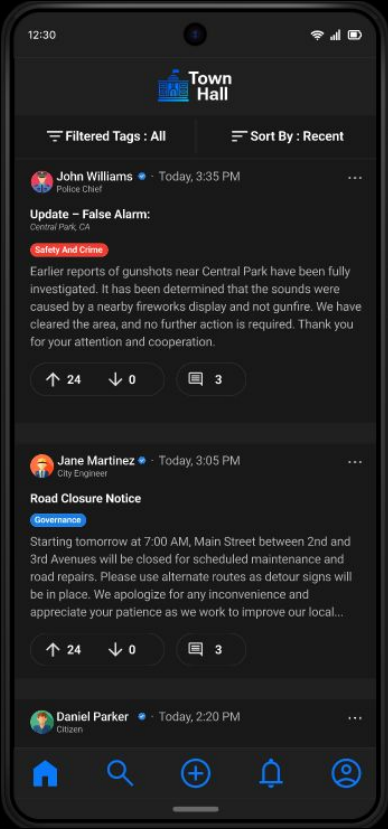 12:30
Town
Hall
Filtered Tags : All
Sort By : Recent
John Williams · Today, 3:35 PM
Police Chief
Update – False Alarm:
Central Park, CA
Safety And Crime
Earlier reports of gunshots near Central Park have been fully
investigated. It has been determined that the sounds were
caused by a nearby fireworks display and not gunfire. We have
cleared the area, and no further action is required. Thank you
for your attention and cooperation.
24 0 3
Jane Martinez · Today, 3:05 PM
City Engineer
Road Closure Notice
Governance
Starting tomorrow at 7:00 AM, Main Street between 2nd and
3rd Avenues will be closed for scheduled maintenance and
road repairs. Please use alternate routes as detour signs will
be in place. We apologize for any inconvenience and
appreciate your patience as we work to improve our local...
24 0 3
Daniel Parker · Today, 2:20 PM
Citizen